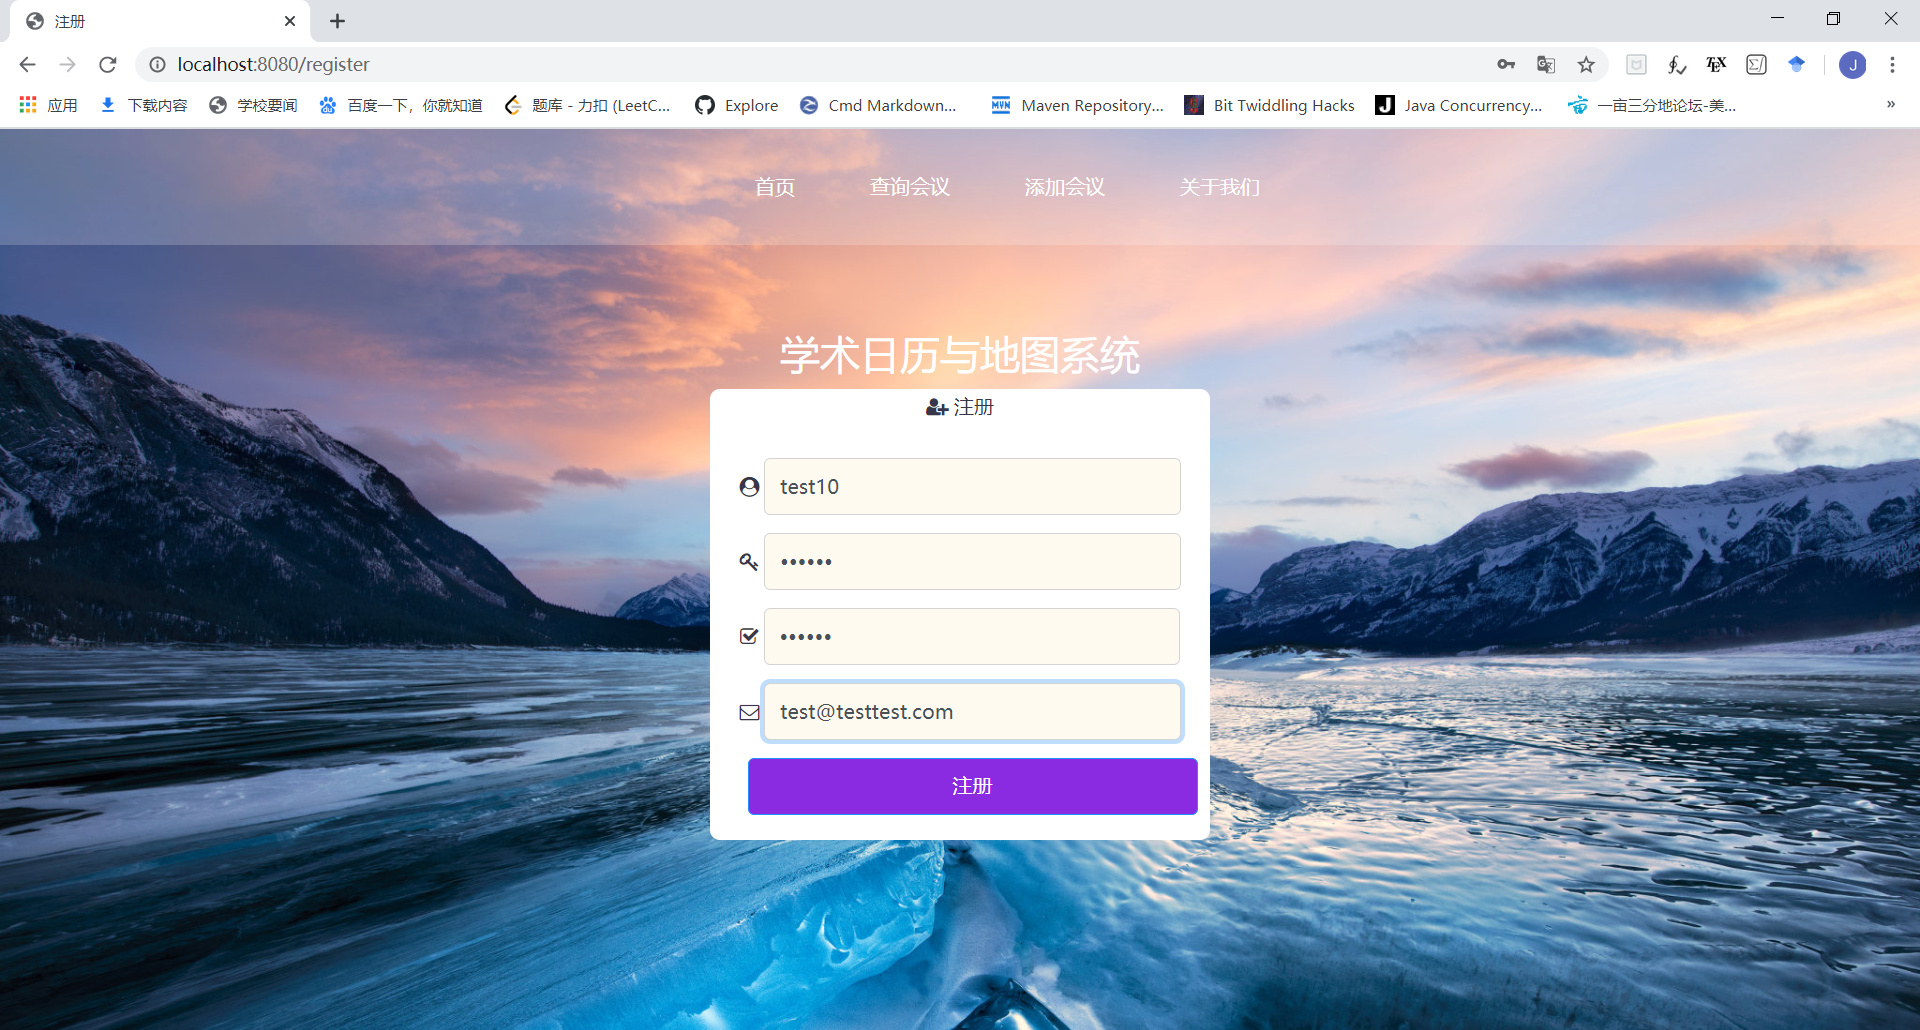 注册
localhost:8080/register
J
应用 下载内容 学校要闻 百度一下，你就知道 题库 - 力扣 (LeetC... Explore Cmd Markdown... Maven Repository... Bit Twiddling Hacks Java Concurrency... 一亩三分地论坛-美... »
首页 查询会议 添加会议 关于我们
学术日历与地图系统
注册
test10
••••••
••••••
test@testtest.com
注册